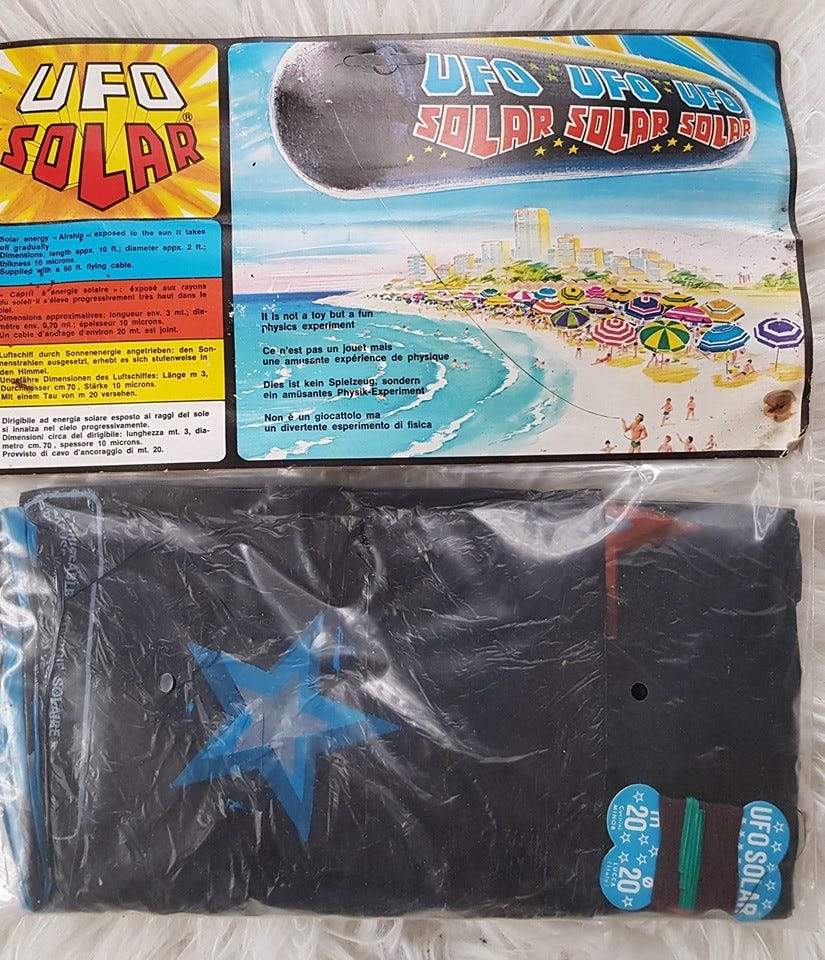 UFO
SOLAR®
Solar energy «Airship»: exposed to the sun it takes
off gradually
Dimensions: length appx. 10 ft.; diameter appx. 2 ft.;
thikness 10 microns.
Supplied with a 60 ft. flying cable.
« Captif à énergie solaire »: éxposé aux rayons
du soleil il s'élève progressivement très haut dans le
ciel.
Dimensions approximatives: longueur env. 3 mt.; dia-
mètre env. 0,70 mt.; épaisseur 10 microns.
Un cable d'anctage d'environ 20 mt. est joint.
Luftschiff durch Sonnenenergie angetrieben: den Son-
nenstrahlen ausgesetzt, erhebt es sich stufenweise in
den Himmel.
Ungefähre Dimensionen des Luftschiffes: Länge m 3,
Durchmesser cm 70, Stärke 10 microns.
Mit einem Tau von m 20 versehen.
Dirigibile ad energia solare esposto ai raggi del sole
si innalza nel cielo progressivamente.
Dimensioni circa del dirigibile: lunghezza mt. 3, dia-
metro cm. 70, spessore 10 microns.
Provvisto di cavo d'ancoraggio di mt. 20.
UFO UFO UFO
SOLAR SOLAR SOLAR
It is not a toy but a fun
physics experiment
Ce n'est pas un jouet mais
une amusante expérience de physique
Dies ist kein Spielzeug, sondern
ein amüsantes Physik-Experiment
Non è un giocattolo ma
un divertente esperimento di fisica
SOLAIRE
20
MINOR
20
LUCCA
(Italy)
UFO SOLAR